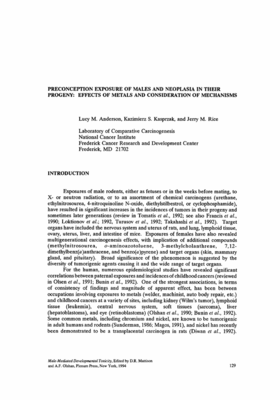 PRECONCEPTION EXPOSURE OF MALES AND NEOPLASIA IN THEIR
PROGENY: EFFECTS OF METALS AND CONSIDERATION OF MECHANISMS
Lucy M. Anderson, Kazimierz S. Kasprzak, and Jerry M. Rice
Laboratory of Comparative Carcinogenesis
National Cancer Institute
Frederick Cancer Research and Development Center
Frederick, MD 21702
INTRODUCTION
Exposures of male rodents, either as fetuses or in the weeks before mating, to
X- or neutron radiation, or to an assortment of chemical carcinogens (urethane,
ethylnitrosourea, 4-nitroquinoline N-oxide, diethylstilbestrol, or cyclophosphamide),
have resulted in significant increases in the incidences of tumors in their progeny and
sometimes later generations (review in Tomatis et al., 1992; see also Francis et al.,
1990; Loktionov et al., 1992, Turusov et al., 1992, Takahashi et al., 1992). Target
organs have included the nervous system and uterus of rats, and lung, lymphoid tissue,
ovary, uterus, liver, and intestine of mice. Exposures of females have also revealed
multigenerational carcinogenesis effects, with implication of additional compounds
(methylnitrosourea, o-aminoazotoluene, 3-methylcholanthrene, 7,12-
dimethylbenz(a)anthracene, and benzo(a)pyrene) and target organs (skin, mammary
gland, and pituitary). Broad significance of the phenomenon is suggested by the
diversity of tumorigenic agents causing it and the wide range of target organs.
For the human, numerous epidemiological studies have revealed significant
correlations between paternal exposures and incidences of childhood cancers (reviewed
in Olsen et al., 1991; Bunin et al., 1992). One of the strongest associations, in terms
of consistency of findings and magnitude of apparent effect, has been between
occupations involving exposures to metals (welder, machinist, auto body repair, etc.)
and childhood cancers at a variety of sites, including kidney (Wilm's tumor), lymphoid
tissue (leukemia), central nervous system, soft tissues (sarcoma), liver
(hepatoblastoma), and eye (retinoblastoma) (Olshan et al., 1990; Bunin et al., 1992).
Some common metals, including chromium and nickel, are known to be tumorigenic
in adult humans and rodents (Sunderman, 1986; Magos, 1991), and nickel has recently
been demonstrated to be a transplacental carcinogen in rats (Diwan et al., 1992).
Male-Mediated Developmental Toxicity, Edited by D.R. Mattison
and A.F. Olshan, Plenum Press, New York, 1994
129